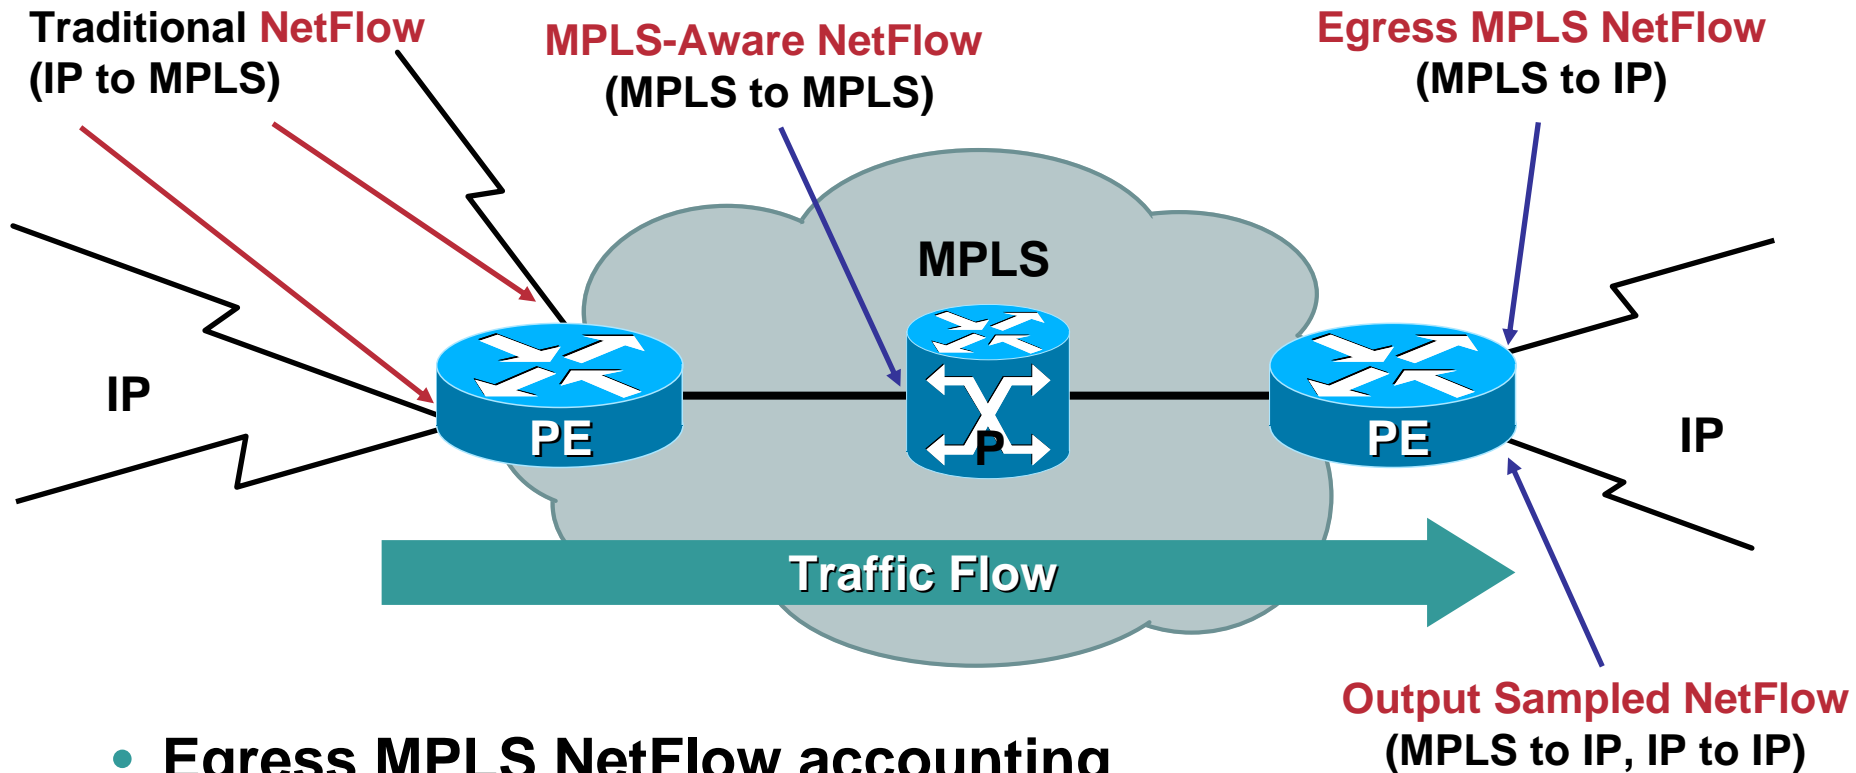 Traditional NetFlow
(IP to MPLS)
MPLS-Aware NetFlow
(MPLS to MPLS)
Egress MPLS NetFlow
(MPLS to IP)
MPLS
IP
PE
P
PE
IP
Traffic Flow
Output Sampled NetFlow
(MPLS to IP, IP to IP)
• Egress MPLS NetFlow accounting